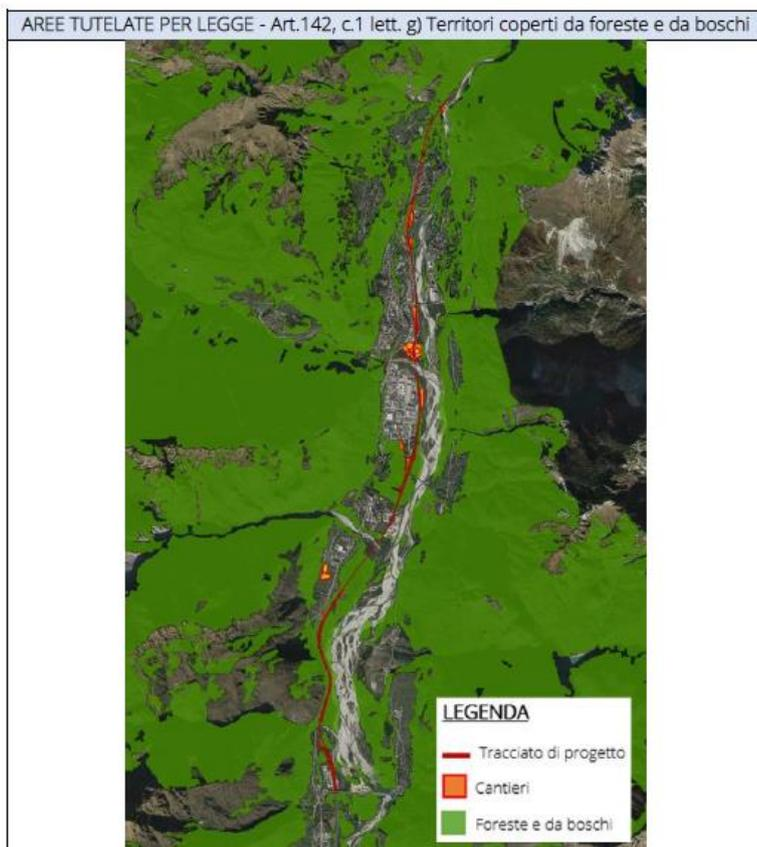 AREE TUTELATE PER LEGGE - Art.142, c.1 lett. g) Territori coperti da foreste e da boschi
LEGENDA
Tracciato di progetto
Cantieri
Foreste e da boschi